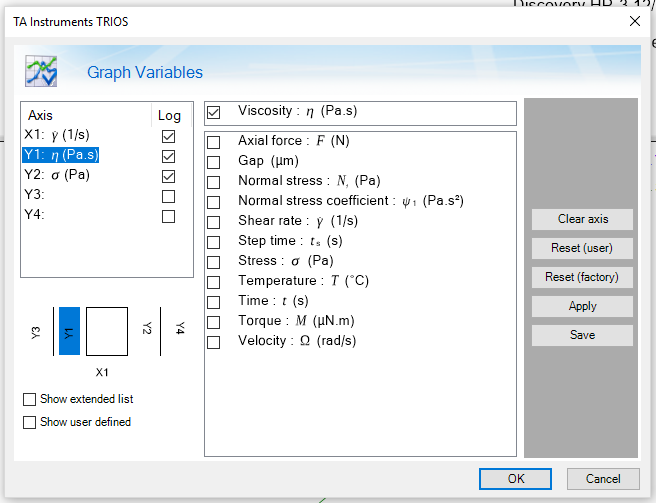 Discovery HR-3 12/
TA Instruments TRIOS
Graph Variables
Axis Log
X1: γ̇ (1/s)
Y1: η (Pa.s)
Y2: σ (Pa)
Y3:
Y4:
Viscosity : η (Pa.s)
Axial force : F (N)
Gap (µm)
Normal stress : N, (Pa)
Normal stress coefficient : ψ₁ (Pa.s²)
Shear rate : γ̇ (1/s)
Step time : tₛ (s)
Stress : σ (Pa)
Temperature : T (°C)
Time : t (s)
Torque : M (µN.m)
Velocity : Ω (rad/s)
Clear axis
Reset (user)
Reset (factory)
Apply
Save
Y3 Y1 Y2 Y4
X1
Show extended list
Show user defined
OK Cancel